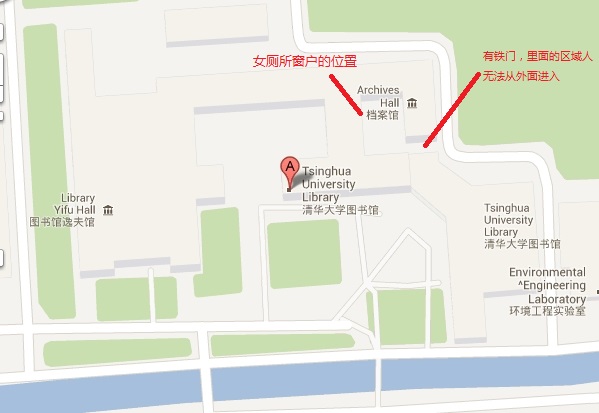 女厕所窗户的位置
有铁门，里面的区域人
无法从外面进入
Archives
Hall
档案馆
A
Tsinghua
University
Library
清华大学图书馆
Library
Yifu Hall
图书馆逸夫馆
Tsinghua
University
Library
清华大学图书馆
Environmental
^Engineering
Laboratory
环境工程实验室